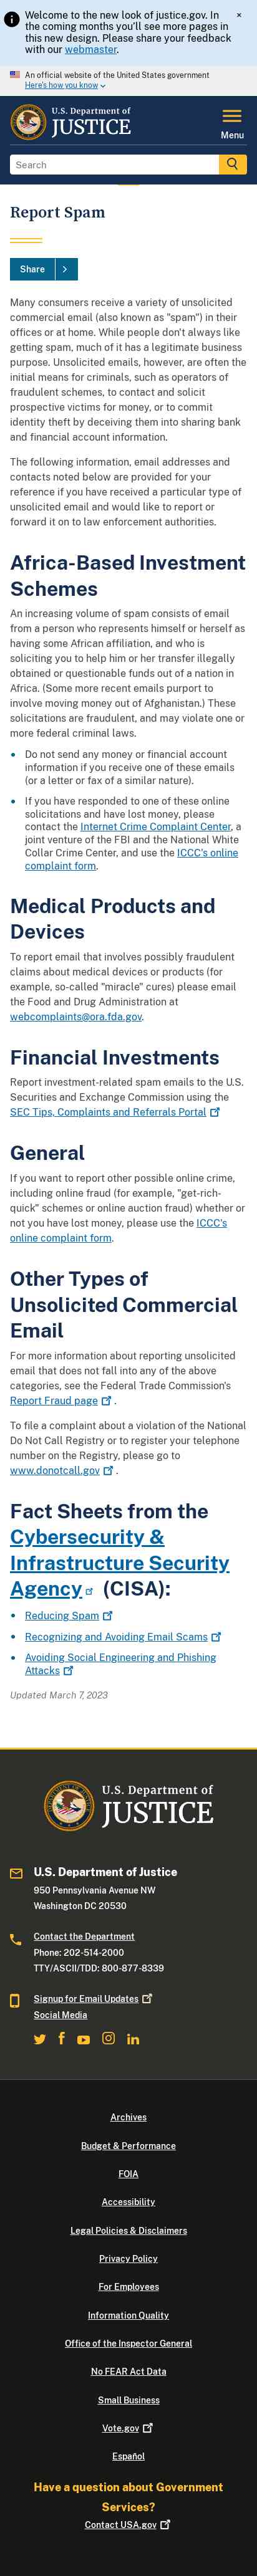 Welcome to the new look of justice.gov. In
the coming months you'll see more pages in
this new design. Please share your feedback
with our webmaster.
×
An official website of the United States government
Here's how you know
U.S. Department of
JUSTICE
Menu
Search
Report Spam
Share
Many consumers receive a variety of unsolicited
commercial email (also known as "spam") in their
offices or at home. While people don't always like
getting spam, much of it has a legitimate business
purpose. Unsolicited emails, however, are often the
initial means for criminals, such as operators of
fraudulent schemes, to contact and solicit
prospective victims for money, or to commit
identity theft by deceiving them into sharing bank
and financial account information.
The following information, email addresses and
contacts noted below are provided for your
reference if you receive a particular type of
unsolicited email and would like to report or
forward it to law enforcement authorities.
Africa-Based Investment
Schemes
An increasing volume of spam consists of email
from a person who represents himself or herself as
having some African affiliation, and who is
soliciting you to help him or her transfer illegally
obtained or questionable funds out of a nation in
Africa. (Some more recent emails purport to
involve moving money out of Afghanistan.) These
solicitations are fraudulent, and may violate one or
more federal criminal laws.
• Do not send any money or financial account
information if you receive one of these emails
(or a letter or fax of a similar nature).
• If you have responded to one of these online
solicitations and have lost money, please
contact the Internet Crime Complaint Center, a
joint venture of the FBI and the National White
Collar Crime Center, and use the ICCC's online
complaint form.
Medical Products and
Devices
To report email that involves possibly fraudulent
claims about medical devices or products (for
example, so-called "miracle" cures) please email
the Food and Drug Administration at
webcomplaints@ora.fda.gov.
Financial Investments
Report investment-related spam emails to the U.S.
Securities and Exchange Commission using the
SEC Tips, Complaints and Referrals Portal
General
If you want to report other possible online crime,
including online fraud (for example, "get-rich-
quick" schemes or online auction fraud) whether or
not you have lost money, please use the ICCC's
online complaint form.
Other Types of
Unsolicited Commercial
Email
For more information about reporting unsolicited
email that does not fall into any of the above
categories, see the Federal Trade Commission's
Report Fraud page .
To file a complaint about a violation of the National
Do Not Call Registry or to register your telephone
number on the Registry, please go to
www.donotcall.gov .
Fact Sheets from the
Cybersecurity &
Infrastructure Security
Agency (CISA):
• Reducing Spam
• Recognizing and Avoiding Email Scams
• Avoiding Social Engineering and Phishing
Attacks
Updated March 7, 2023
U.S. Department of
JUSTICE
U.S. Department of Justice
950 Pennsylvania Avenue NW
Washington DC 20530
Contact the Department
Phone: 202-514-2000
TTY/ASCII/TDD: 800-877-8339
Signup for Email Updates
Social Media
Archives
Budget & Performance
FOIA
Accessibility
Legal Policies & Disclaimers
Privacy Policy
For Employees
Information Quality
Office of the Inspector General
No FEAR Act Data
Small Business
Vote.gov
Español
Have a question about Government
Services?
Contact USA.gov